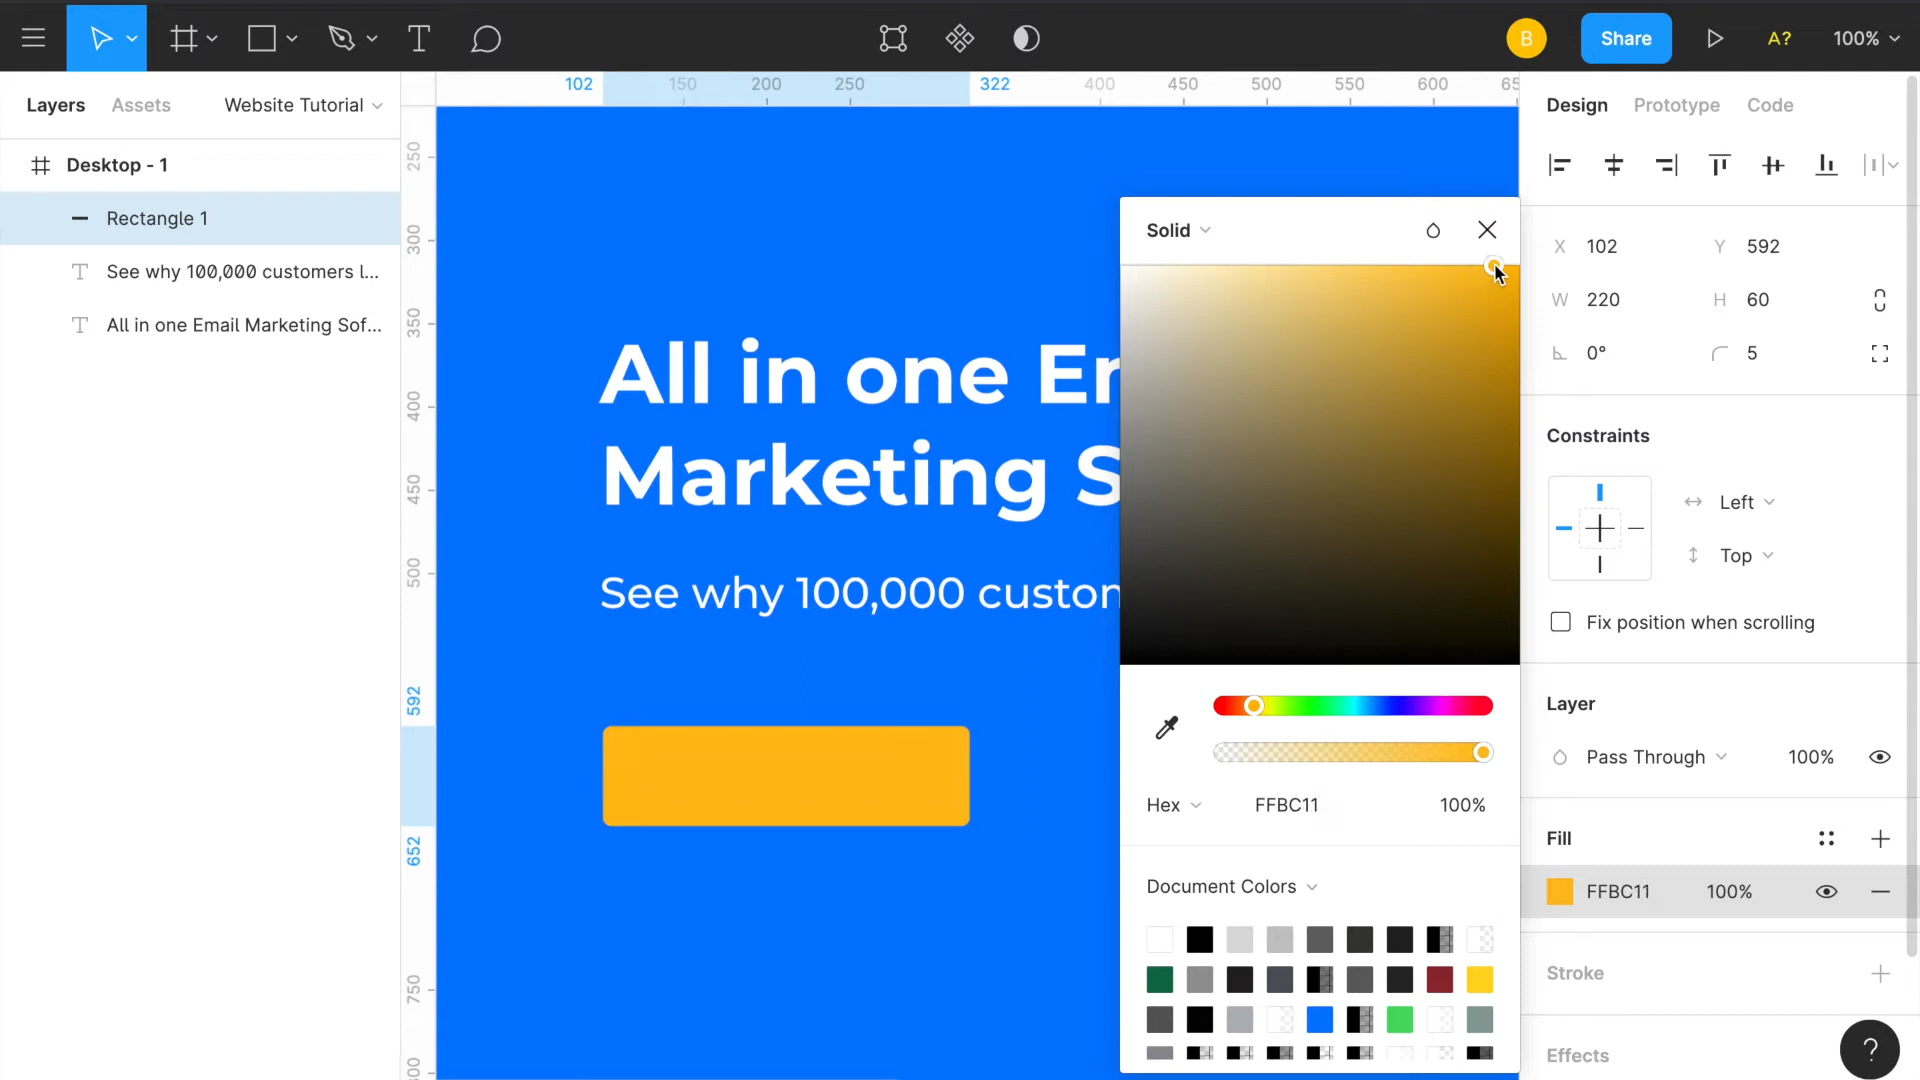 B
Share
A?
100%
Layers
Assets
Website Tutorial
102
150
200
250
322
400
450
500
550
600
65
Design
Prototype
Code
Desktop - 1
Rectangle 1
See why 100,000 customers l...
All in one Email Marketing Sof...
250
300
350
400
450
500
592
652
750
800
All in one Em
Marketing S
See why 100,000 custom
Solid
Hex
FFBC11
100%
Document Colors
X 102
Y 592
W 220
H 60
0°
5
Constraints
Left
Top
Fix position when scrolling
Layer
Pass Through
100%
Fill
FFBC11
100%
Stroke
Effects
?